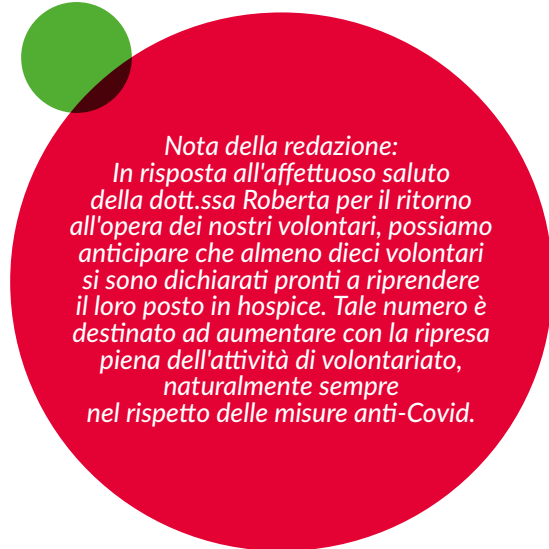 Nota della redazione:
In risposta all'affettuoso saluto
della dott.ssa Roberta per il ritorno
all'opera dei nostri volontari, possiamo
anticipare che almeno dieci volontari
si sono dichiarati pronti a riprendere
il loro posto in hospice. Tale numero è
destinato ad aumentare con la ripresa
piena dell'attività di volontariato,
naturalmente sempre
nel rispetto delle misure anti-Covid.